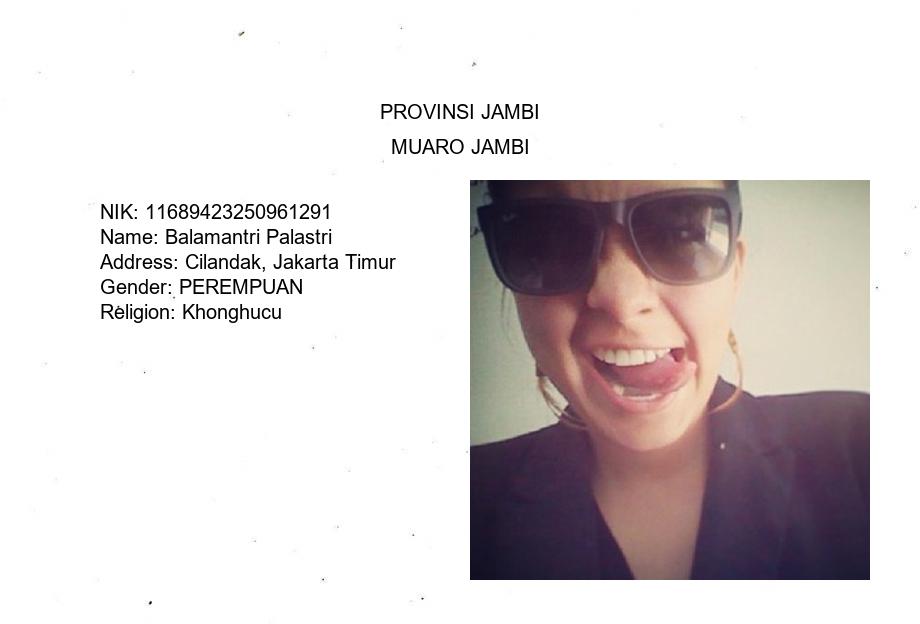 PROVINSI JAMBI
MUARO JAMBI
NIK: 11689423250961291
Name: Balamantri Palastri
Address: Cilandak, Jakarta Timur
Gender: PEREMPUAN
Religion: Khonghucu